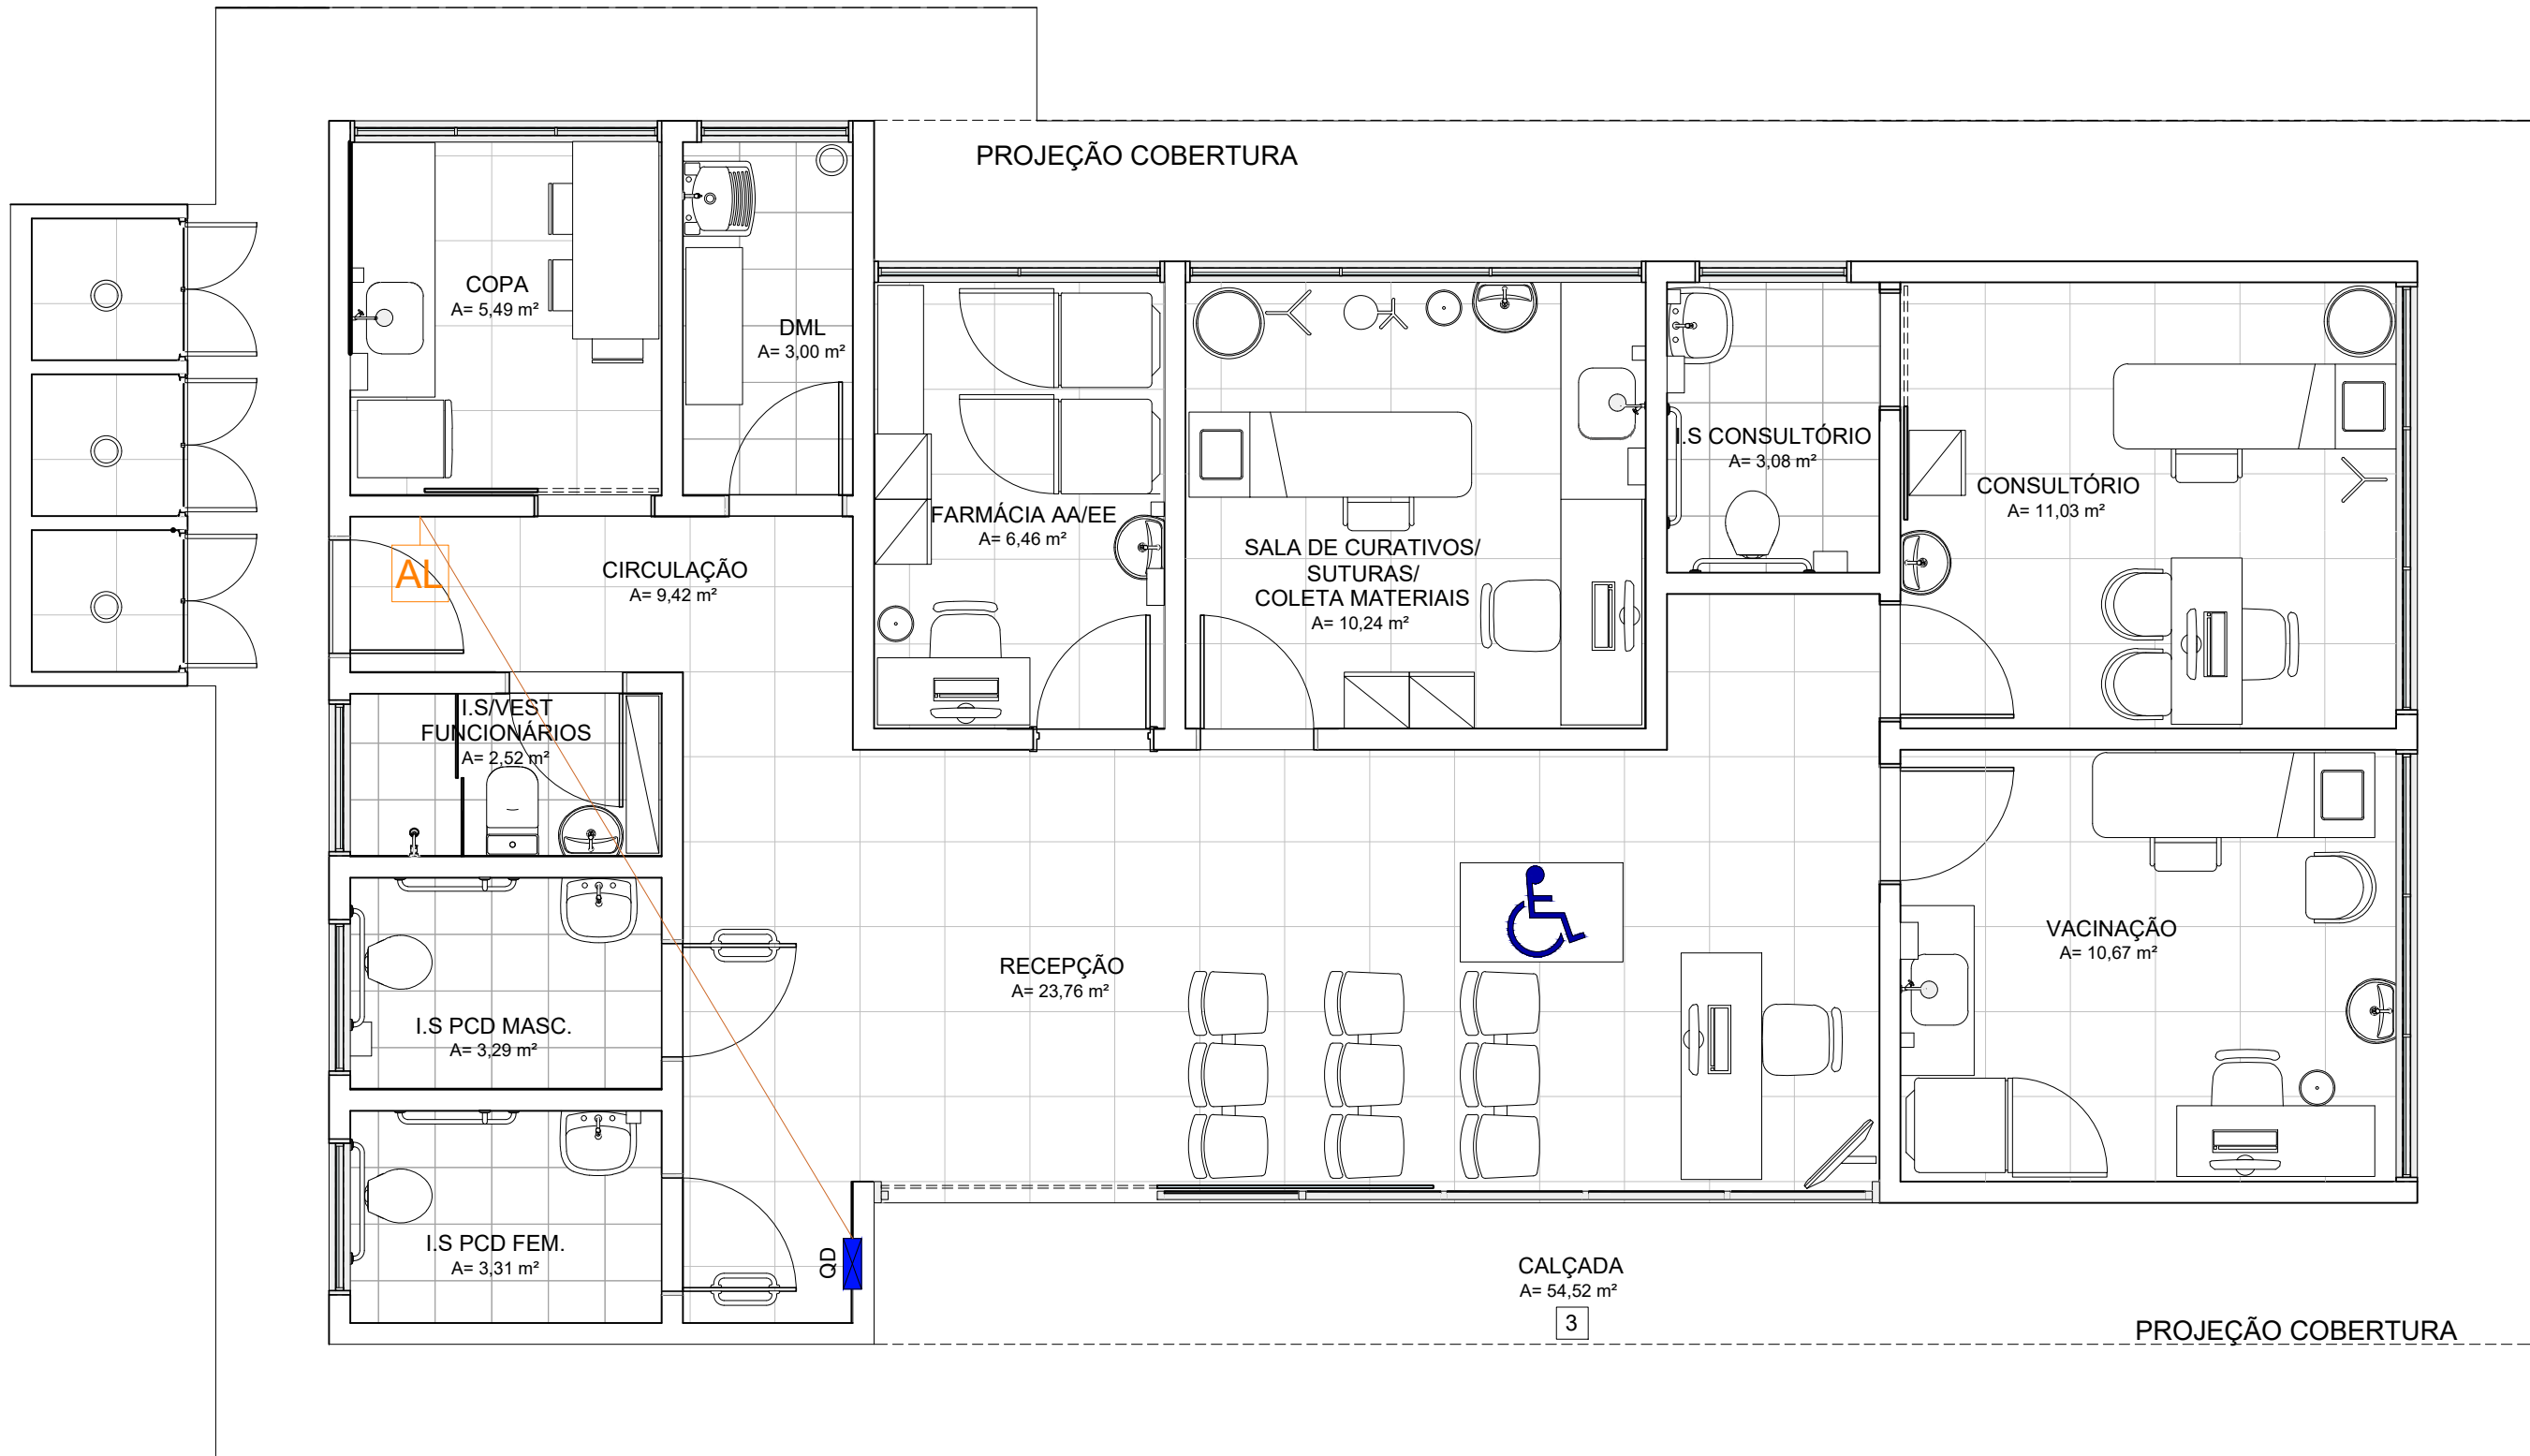 PROJEÇÃO COBERTURA
COPA
A= 5,49 m²
DML
A= 3,00 m²
I.S CONSULTÓRIO
A= 3,08 m²
CONSULTÓRIO
A= 11,03 m²
FARMÁCIA AA/EE
A= 6,46 m²
SALA DE CURATIVOS/
SUTURAS/
COLETA MATERIAIS
A= 10,24 m²
AL
CIRCULAÇÃO
A= 9,42 m²
I.S/VEST
FUNCIONÁRIOS
A= 2,52 m²
VACINAÇÃO
A= 10,67 m²
RECEPÇÃO
A= 23,76 m²
I.S PCD MASC.
A= 3,29 m²
I.S PCD FEM.
A= 3,31 m²
QD
CALÇADA
A= 54,52 m²
3
PROJEÇÃO COBERTURA